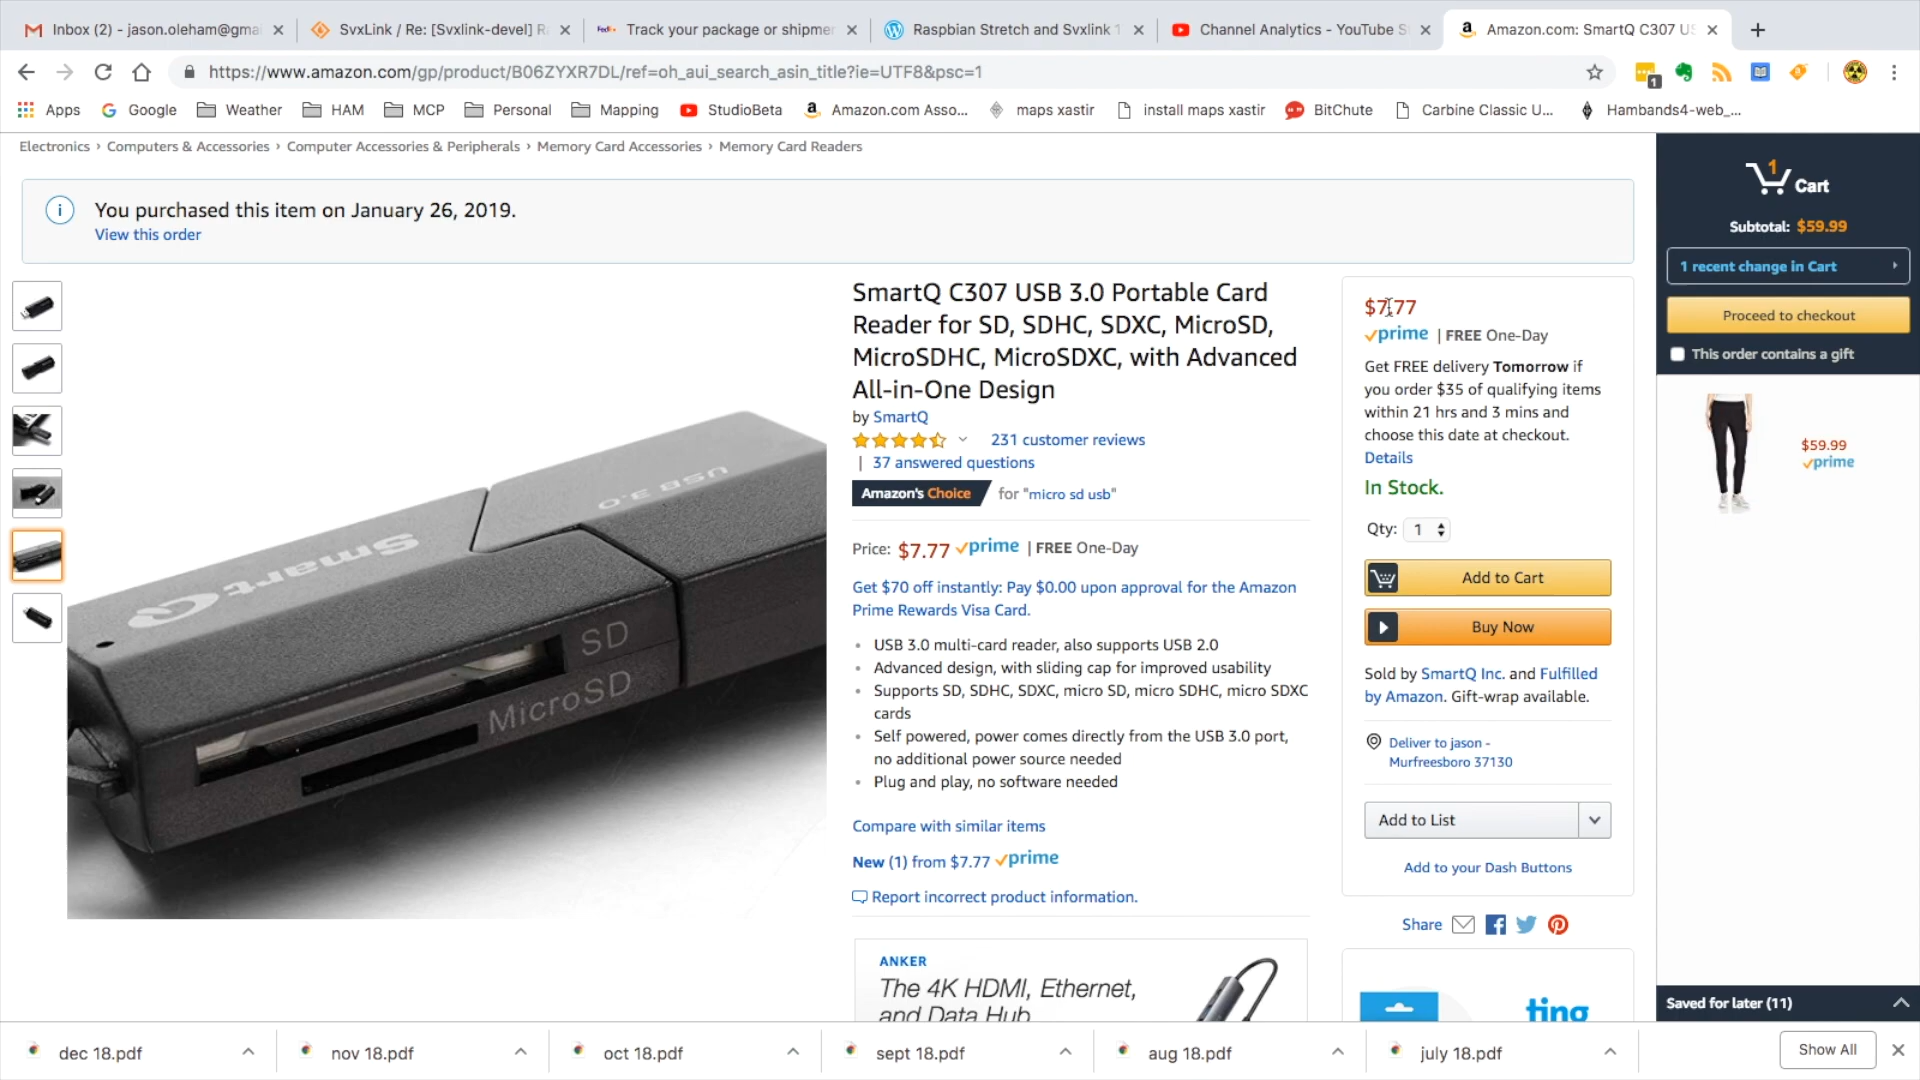 Inbox (2) - jason.oleham@gmai
SvxLink / Re: [Svxlink-devel] R
Track your package or shipmen
Raspbian Stretch and Svxlink 1
Channel Analytics - YouTube S
Amazon.com: SmartQ C307 US
https://www.amazon.com/gp/product/B06ZYXR7DL/ref=oh_aui_search_asin_title?ie=UTF8&psc=1
1
Apps
Google
Weather
HAM
MCP
Personal
Mapping
StudioBeta
Amazon.com Asso...
maps xastir
install maps xastir
BitChute
Carbine Classic U...
Hambands4-web_...
Electronics › Computers & Accessories › Computer Accessories & Peripherals › Memory Card Accessories › Memory Card Readers
You purchased this item on January 26, 2019.
View this order
SmartQ
USB 3.0
SD
MicroSD
SmartQ C307 USB 3.0 Portable Card
Reader for SD, SDHC, SDXC, MicroSD,
MicroSDHC, MicroSDXC, with Advanced
All-in-One Design
by SmartQ
231 customer reviews
| 37 answered questions
Amazon's Choice for "micro sd usb"
Price: $7.77 prime | FREE One-Day
Get $70 off instantly: Pay $0.00 upon approval for the Amazon
Prime Rewards Visa Card.
• USB 3.0 multi-card reader, also supports USB 2.0
• Advanced design, with sliding cap for improved usability
• Supports SD, SDHC, SDXC, micro SD, micro SDHC, micro SDXC
cards
• Self powered, power comes directly from the USB 3.0 port,
no additional power source needed
• Plug and play, no software needed
Compare with similar items
New (1) from $7.77 prime
Report incorrect product information.
ANKER
The 4K HDMI, Ethernet,
and Data Hub
$7.77
prime | FREE One-Day
Get FREE delivery Tomorrow if
you order $35 of qualifying items
within 21 hrs and 3 mins and
choose this date at checkout.
Details
In Stock.
Qty: 1
Add to Cart
Buy Now
Sold by SmartQ Inc. and Fulfilled
by Amazon. Gift-wrap available.
Deliver to jason -
Murfreesboro 37130
Add to List
Add to your Dash Buttons
Share
ting
1
Cart
Subtotal: $59.99
1 recent change in Cart
Proceed to checkout
This order contains a gift
$59.99
prime
Saved for later (11)
dec 18.pdf
nov 18.pdf
oct 18.pdf
sept 18.pdf
aug 18.pdf
july 18.pdf
Show All